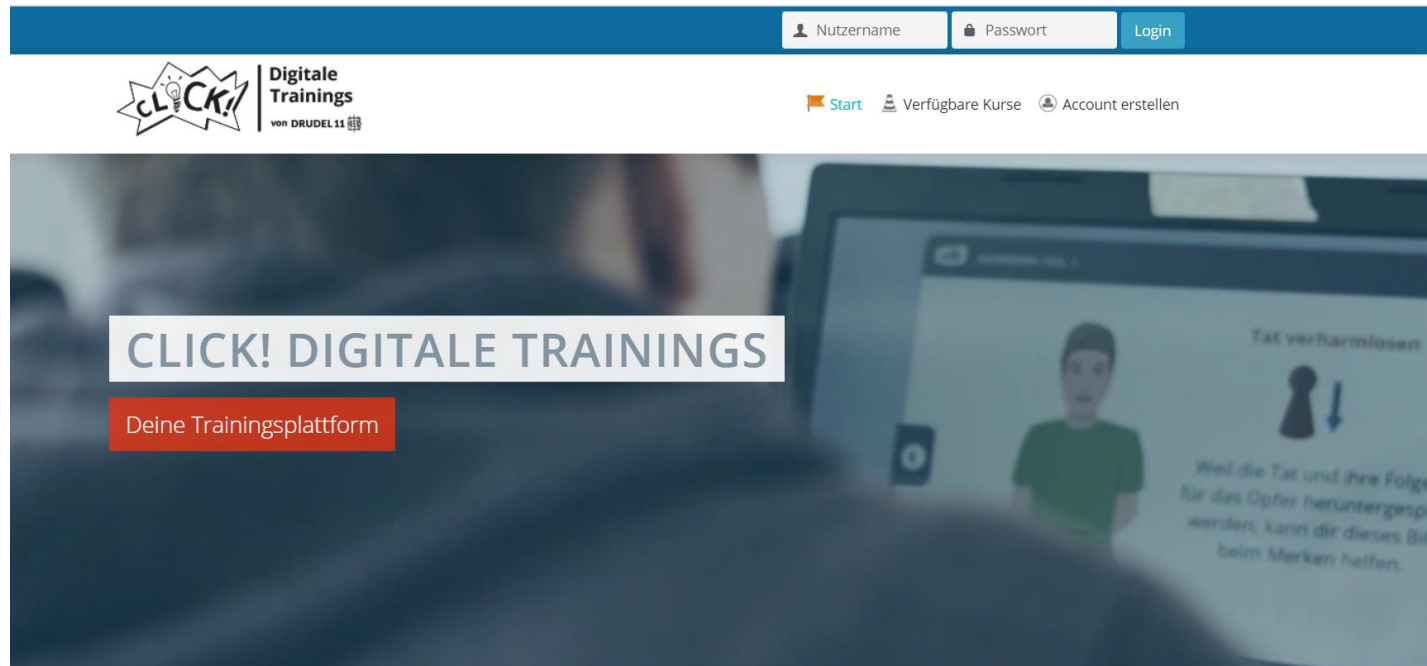 Nutzername
Passwort
Login
CLICK!
Digitale
Trainings
von DRUDEL 11
Start
Verfügbare Kurse
Account erstellen
CLICK! DIGITALE TRAININGS
Deine Trainingsplattform
Tat verharmlosen
Weil die Tat und ihre Folge
für das Opfer heruntergesp
werden, kann dir dieses Bil
beim Merken helfen.